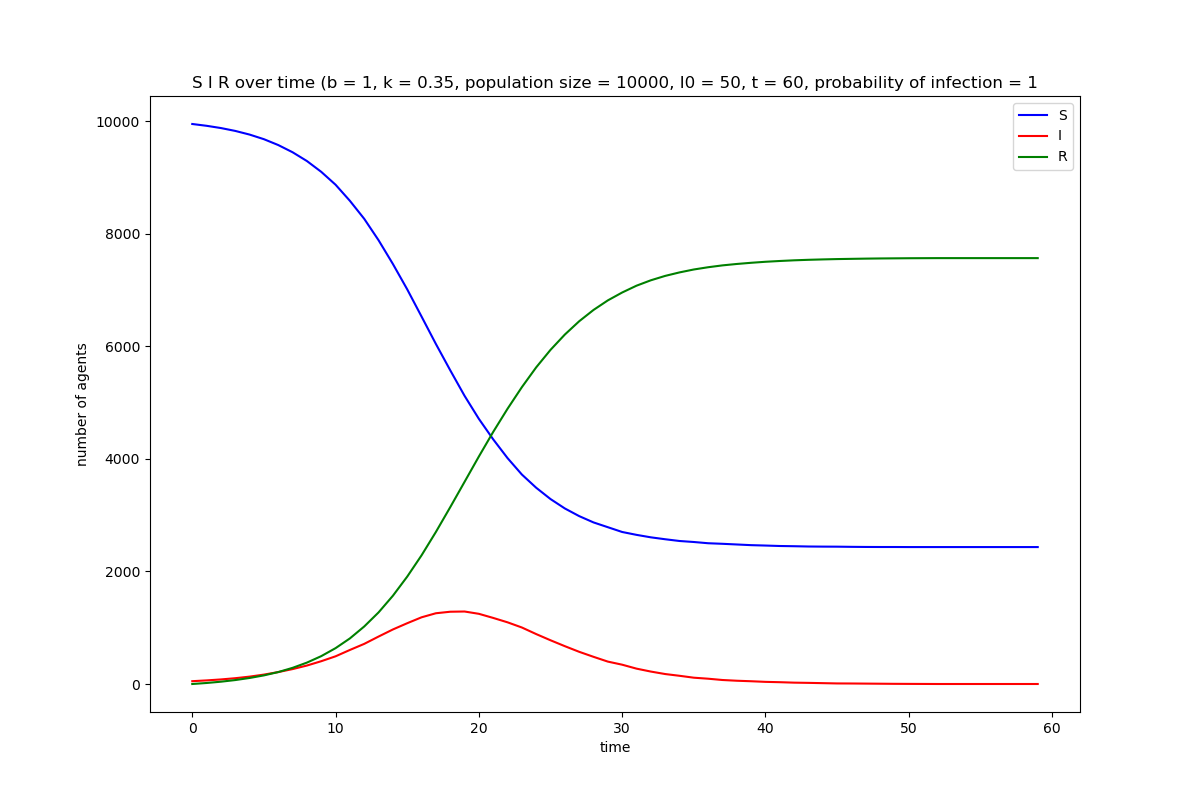 S I R over time (b = 1, k = 0.35, population size = 10000, I0 = 50, t = 60, probability of infection = 1
S
I
R
10000
8000
6000
4000
2000
0
number of agents
0 10 20 30 40 50 60
time